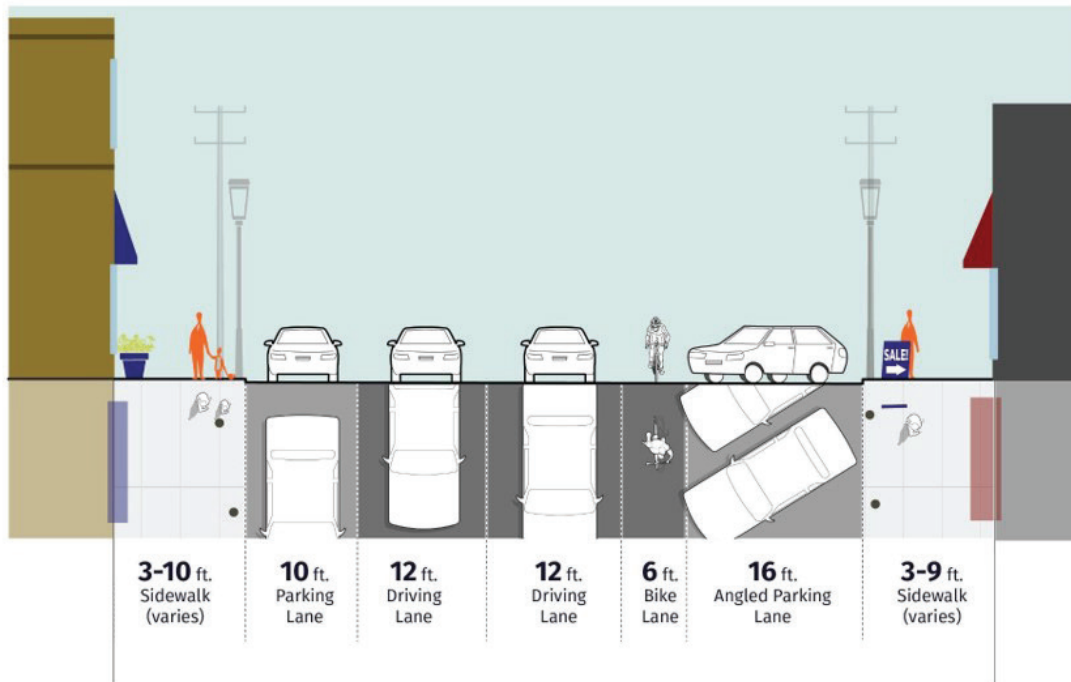 SALE!
3-10 ft.
Sidewalk
(varies)
10 ft.
Parking
Lane
12 ft.
Driving
Lane
12 ft.
Driving
Lane
6 ft.
Bike
Lane
16 ft.
Angled Parking
Lane
3-9 ft.
Sidewalk
(varies)